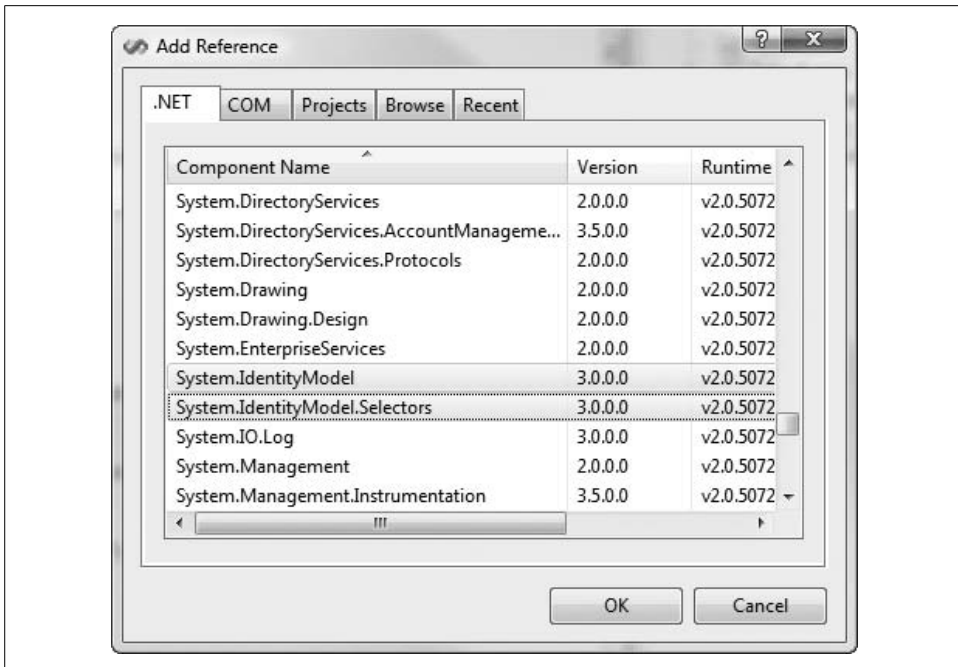 Add Reference
?
X
.NET COM Projects Browse Recent
Component Name Version Runtime
System.DirectoryServices 2.0.0.0 v2.0.5072
System.DirectoryServices.AccountManageme... 3.5.0.0 v2.0.5072
System.DirectoryServices.Protocols 2.0.0.0 v2.0.5072
System.Drawing 2.0.0.0 v2.0.5072
System.Drawing.Design 2.0.0.0 v2.0.5072
System.EnterpriseServices 2.0.0.0 v2.0.5072
System.IdentityModel 3.0.0.0 v2.0.5072
System.IdentityModel.Selectors 3.0.0.0 v2.0.5072
System.IO.Log 3.0.0.0 v2.0.5072
System.Management 2.0.0.0 v2.0.5072
System.Management.Instrumentation 3.5.0.0 v2.0.5072
OK Cancel